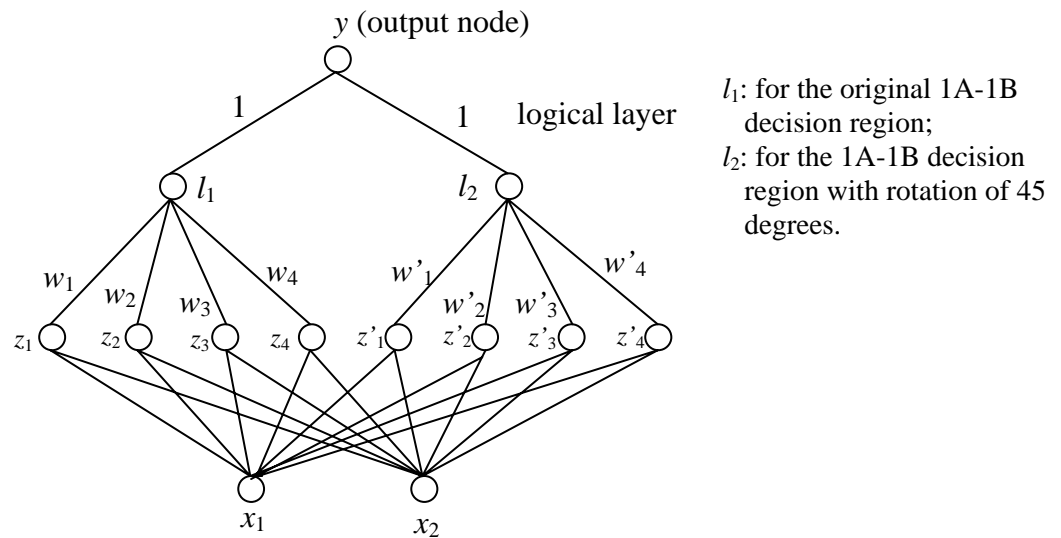 y (output node)
1
1
logical layer
l1: for the original 1A-1B
decision region;
l2: for the 1A-1B decision
region with rotation of 45
degrees.
l1
l2
w1
w2
w3
w4
w’1
w’2
w’3
w’4
z1
z2
z3
z4
z’1
z’2
z’3
z’4
x1
x2